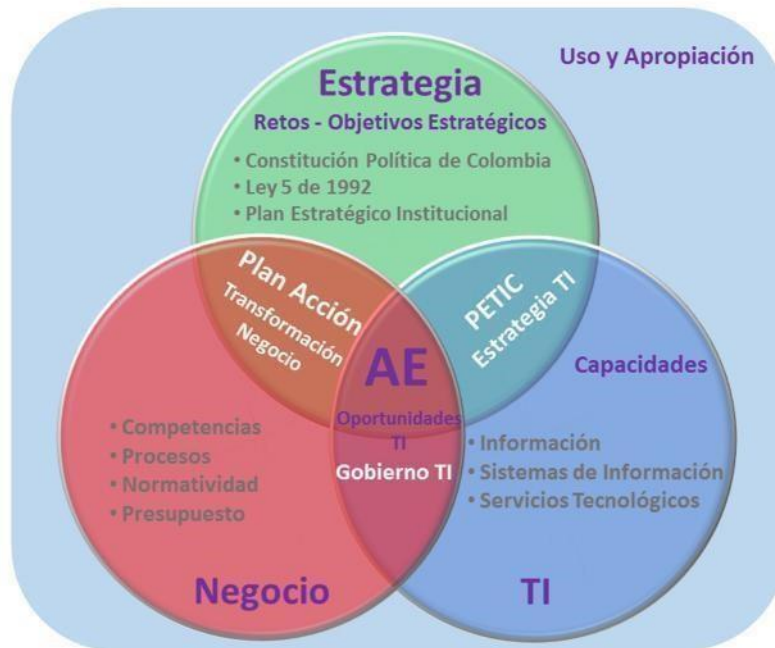 Uso y Apropiación
Estrategia
Retos - Objetivos Estratégicos
• Constitución Política de Colombia
• Ley 5 de 1992
• Plan Estratégico Institucional
Plan Acción
Transformación
Negocio
PETIC
Estrategia TI
AE
Oportunidades
TI
Gobierno TI
Capacidades
• Competencias
• Procesos
• Normatividad
• Presupuesto
• Información
• Sistemas de Información
• Servicios Tecnológicos
Negocio
TI